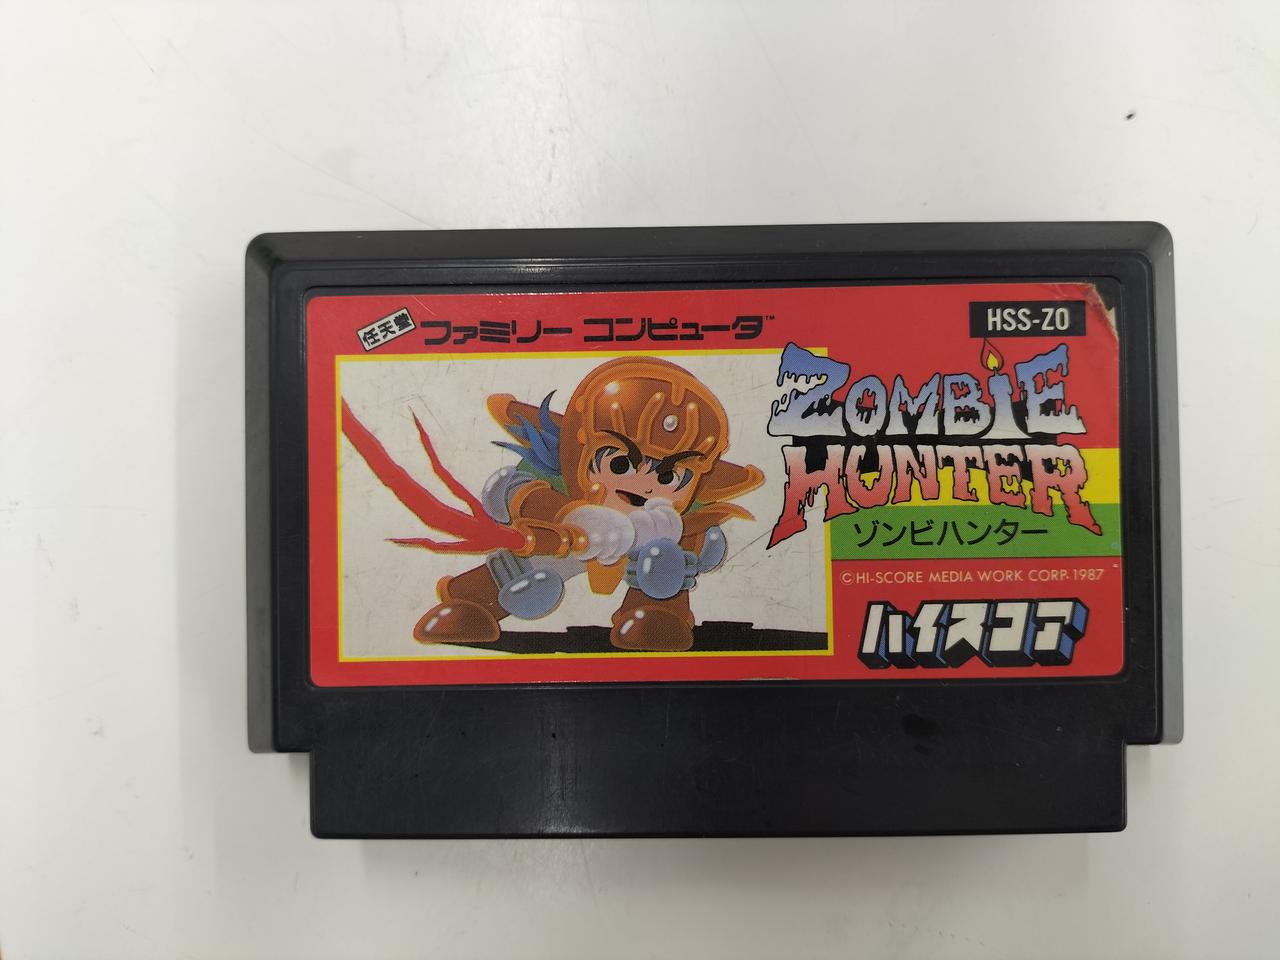 任天堂 ファミリー コンピュータ™
HSS-ZO
ZOMBIE
HUNTER
ゾンビハンター
©HI-SCORE MEDIA WORK CORP. 1987
ハイスコア